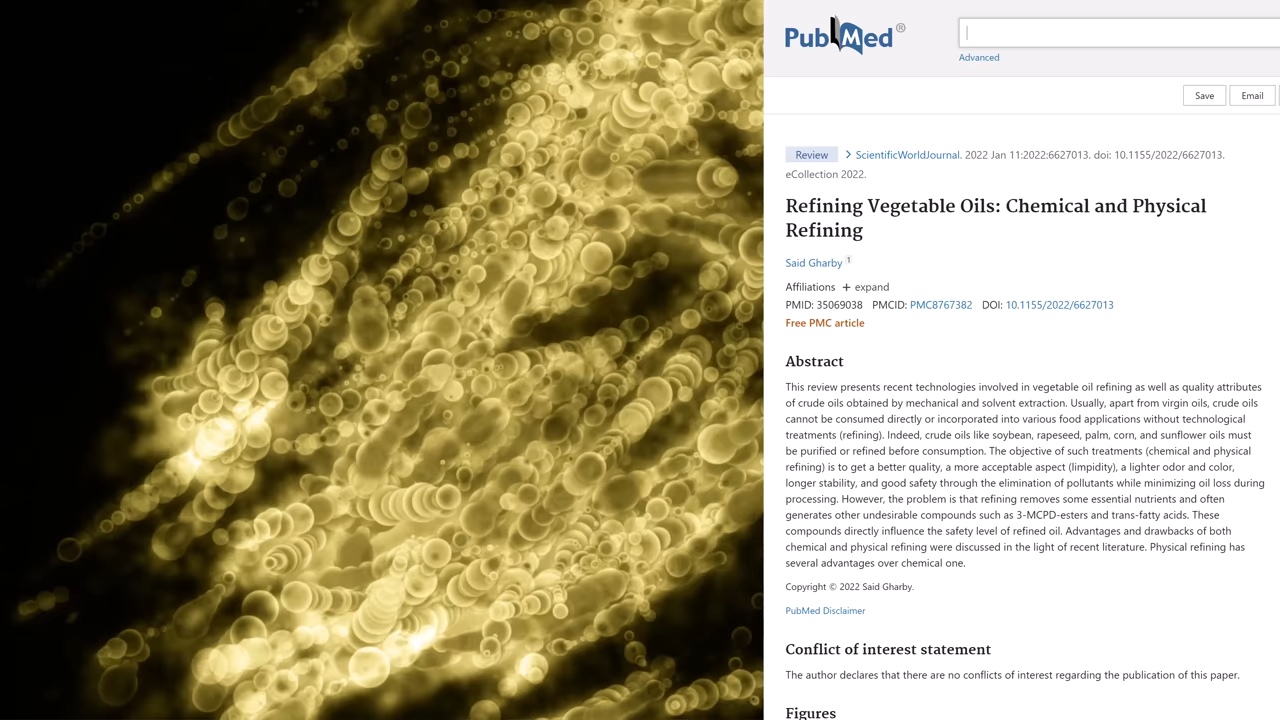 PubMed®
Advanced
Save Email
Review ScientificWorldJournal. 2022 Jan 11:2022:6627013. doi: 10.1155/2022/6627013.
eCollection 2022.
Refining Vegetable Oils: Chemical and Physical
Refining
Said Gharby 1
Affiliations + expand
PMID: 35069038 PMCID: PMC8767382 DOI: 10.1155/2022/6627013
Free PMC article
Abstract
This review presents recent technologies involved in vegetable oil refining as well as quality attributes
of crude oils obtained by mechanical and solvent extraction. Usually, apart from virgin oils, crude oils
cannot be consumed directly or incorporated into various food applications without technological
treatments (refining). Indeed, crude oils like soybean, rapeseed, palm, corn, and sunflower oils must
be purified or refined before consumption. The objective of such treatments (chemical and physical
refining) is to get a better quality, a more acceptable aspect (limpidity), a lighter odor and color,
longer stability, and good safety through the elimination of pollutants while minimizing oil loss during
processing. However, the problem is that refining removes some essential nutrients and often
generates other undesirable compounds such as 3-MCPD-esters and trans-fatty acids. These
compounds directly influence the safety level of refined oil. Advantages and drawbacks of both
chemical and physical refining were discussed in the light of recent literature. Physical refining has
several advantages over chemical one.
Copyright © 2022 Said Gharby.
PubMed Disclaimer
Conflict of interest statement
The author declares that there are no conflicts of interest regarding the publication of this paper.
Figures